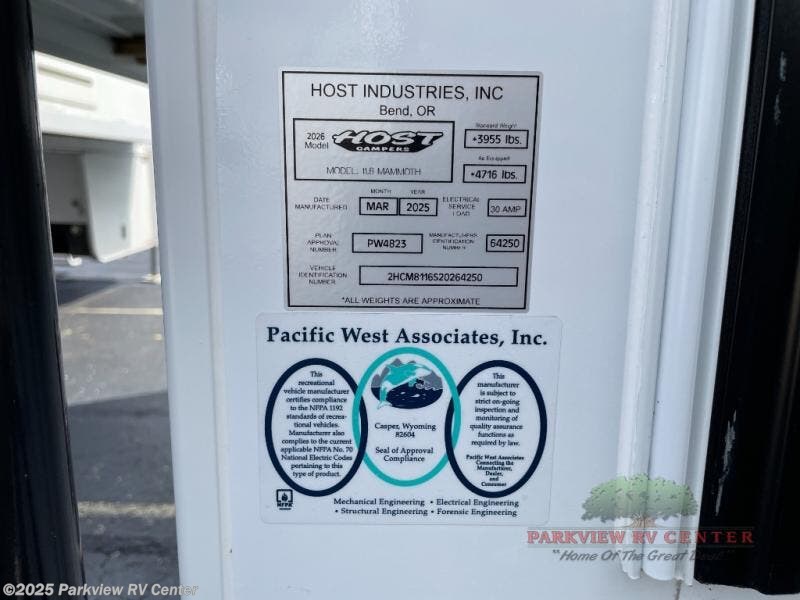 HOST INDUSTRIES, INC
Bend, OR
2026
Model
HOST
CAMPERS
MODEL: 11.6 MAMMOTH
Standard Weight
*3955 lbs.
As Equipped
*4716 lbs.
DATE
MANUFACTURED
MONTH
MAR
YEAR
2025
ELECTRICAL
SERVICE
LOAD
30 AMP
PLAN
APPROVAL
NUMBER
PW4823
MANUFACTURERS
IDENTIFICATION
NUMBER
64250
VEHICLE
IDENTIFICATION
NUMBER
2HCM8116S20264250
*ALL WEIGHTS ARE APPROXIMATE
Pacific West Associates, Inc.
This
recreational
vehicle manufacturer
certifies compliance
to the NFPA 1192
standards of recrea-
tional vehicles.
Manufacturer also
complies to the current
applicable NFPA No. 70
National Electric Codes
pertaining to this
type of product.
Casper, Wyoming
82604
Seal of Approval
Compliance
This
manufacturer
is subject to
strict on-going
inspection and
monitoring of
quality assurance
functions as
required by law.
Pacific West Associates
Connecting the
Manufacturer,
Dealer,
and
Consumer
NFPA
Mechanical Engineering • Electrical Engineering
• Structural Engineering • Forensic Engineering
PARKVIEW RV CENTER
"Home Of The Great Deal"
©2025 Parkview RV Center